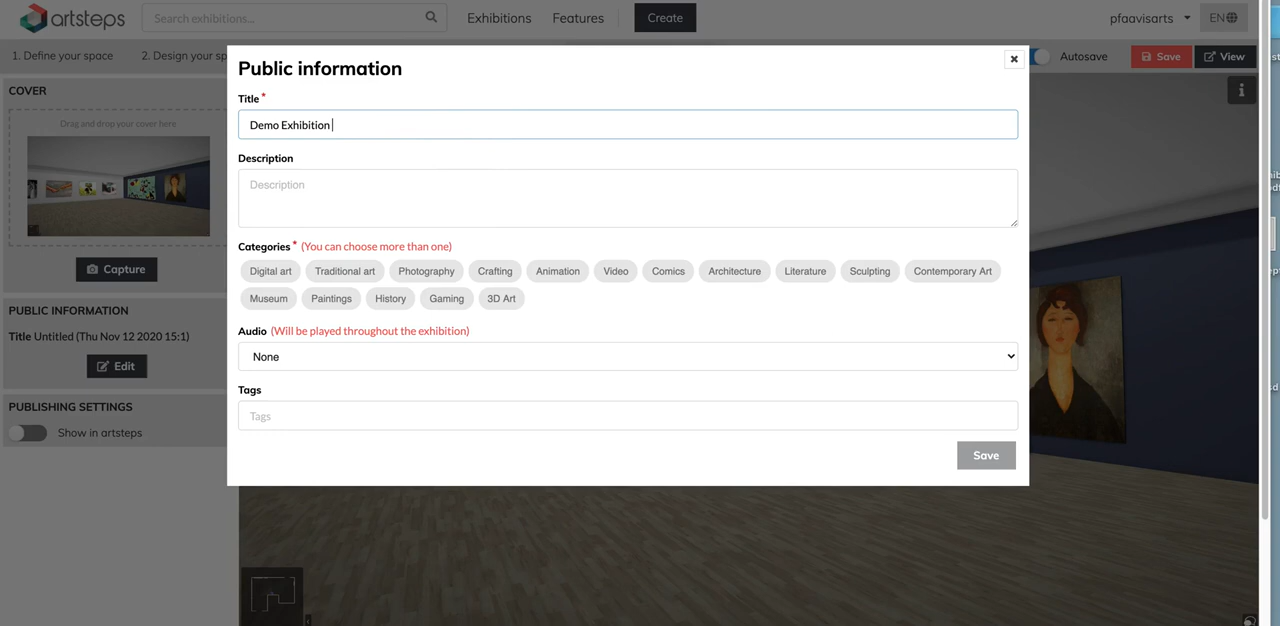 artsteps
Search exhibitions...
Exhibitions
Features
Create
pfaavisarts
EN
1. Define your space
2. Design your sp
Autosave
Save
View
COVER
Drag and drop your cover here
Capture
PUBLIC INFORMATION
Title Untitled (Thu Nov 12 2020 15:1)
Edit
PUBLISHING SETTINGS
Show in artsteps
Public information
Title *
Demo Exhibition
Description
Description
Categories * (You can choose more than one)
Digital art Traditional art Photography Crafting Animation Video Comics Architecture Literature Sculpting Contemporary Art
Museum Paintings History Gaming 3D Art
Audio (Will be played throughout the exhibition)
None
Tags
Tags
Save